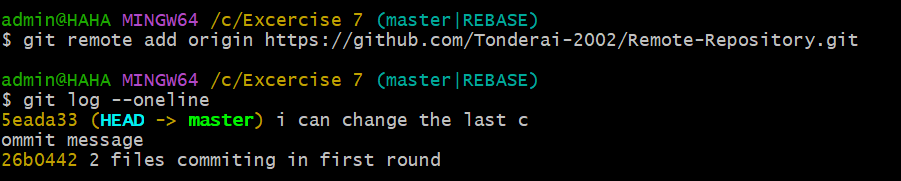 admin@HAHA MINGW64 /c/Excercise 7 (master|REBASE)
$ git remote add origin https://github.com/Tonderai-2002/Remote-Repository.git
admin@HAHA MINGW64 /c/Excercise 7 (master|REBASE)
$ git log --oneline
5eada33 (HEAD -> master) i can change the last c
ommit message
26b0442 2 files commiting in first round